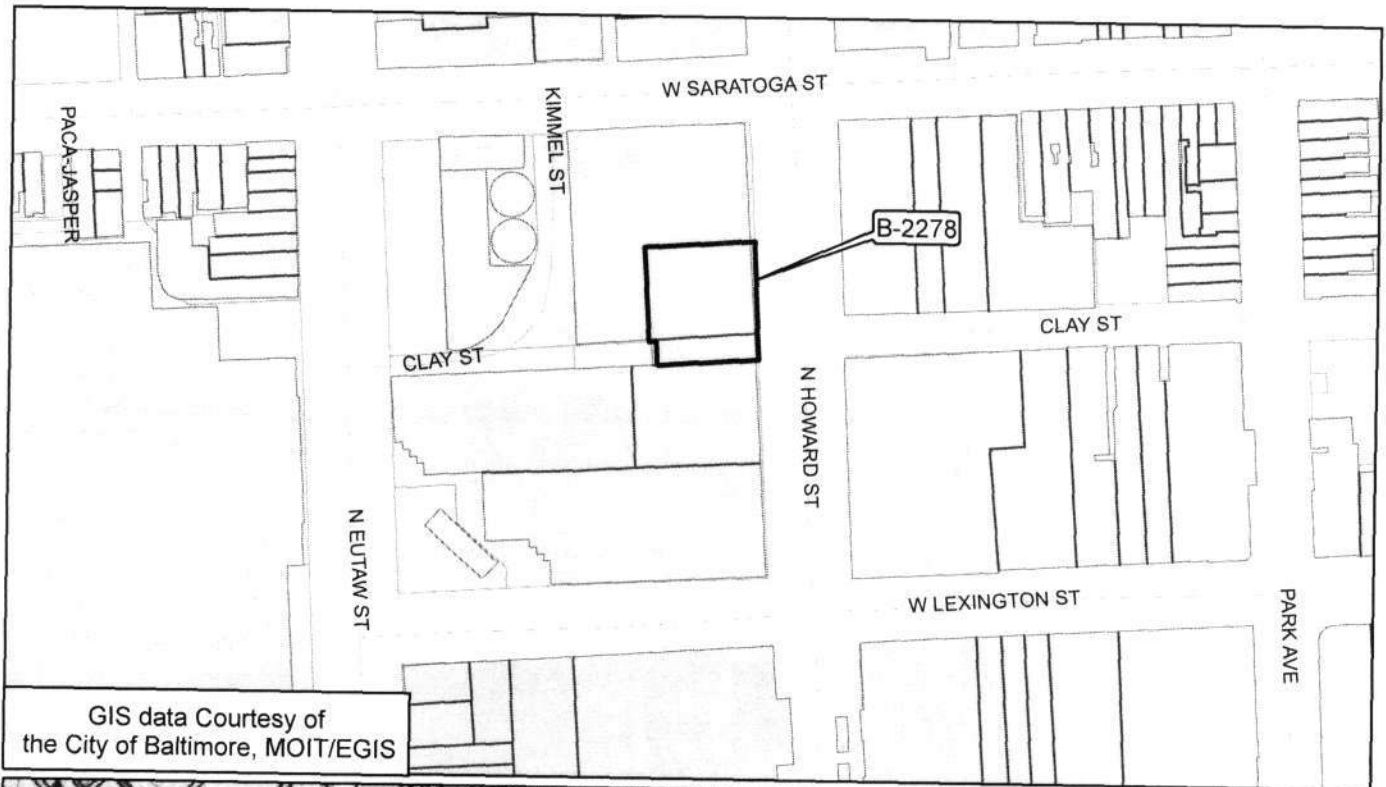 W SARATOGA ST
KIMMEL ST
PACA-JASPER
B-2278
CLAY ST
CLAY ST
N HOWARD ST
N EUTAW ST
W LEXINGTON ST
PARK AVE
GIS data Courtesy of
the City of Baltimore, MOIT/EGIS